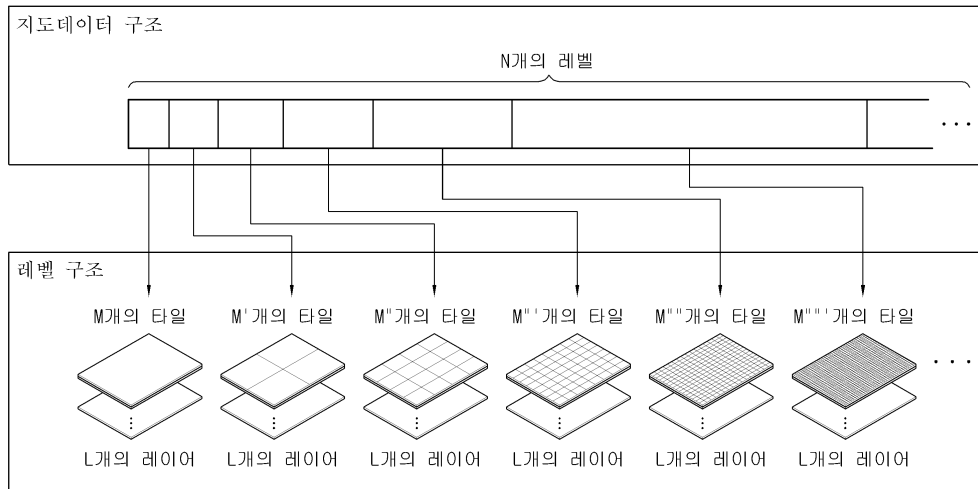 지도데이터 구조
N개의 레벨
...
레벨 구조
M개의 타일 M'개의 타일 M"개의 타일 M"'개의 타일 M""개의 타일 M""'개의 타일
...
L개의 레이어 L개의 레이어 L개의 레이어 L개의 레이어 L개의 레이어 L개의 레이어